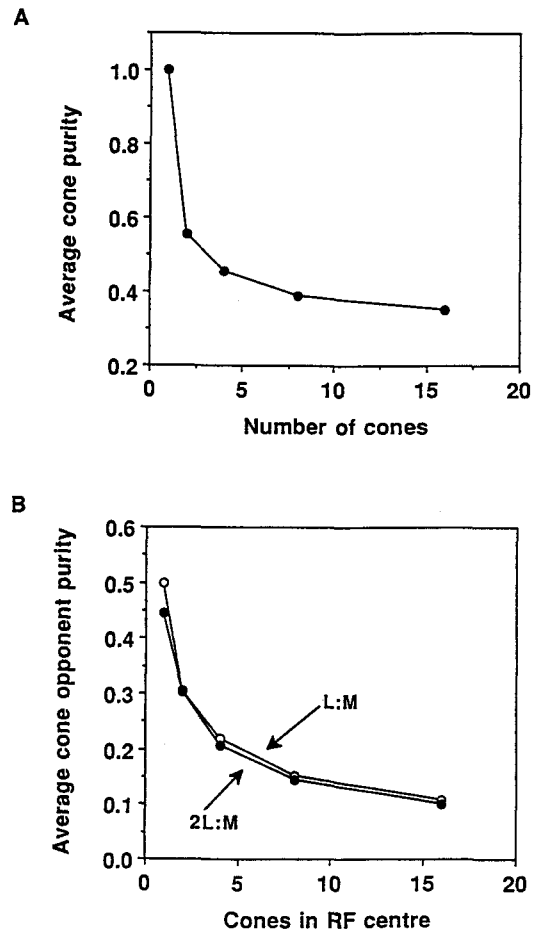 A
Average cone purity
1.0
0.8
0.6
0.4
0.2
0 5 10 15 20
Number of cones
B
Average cone opponent purity
0.6
0.5
0.4
0.3
0.2
0.1
0.0
L:M
2L:M
0 5 10 15 20
Cones in RF centre